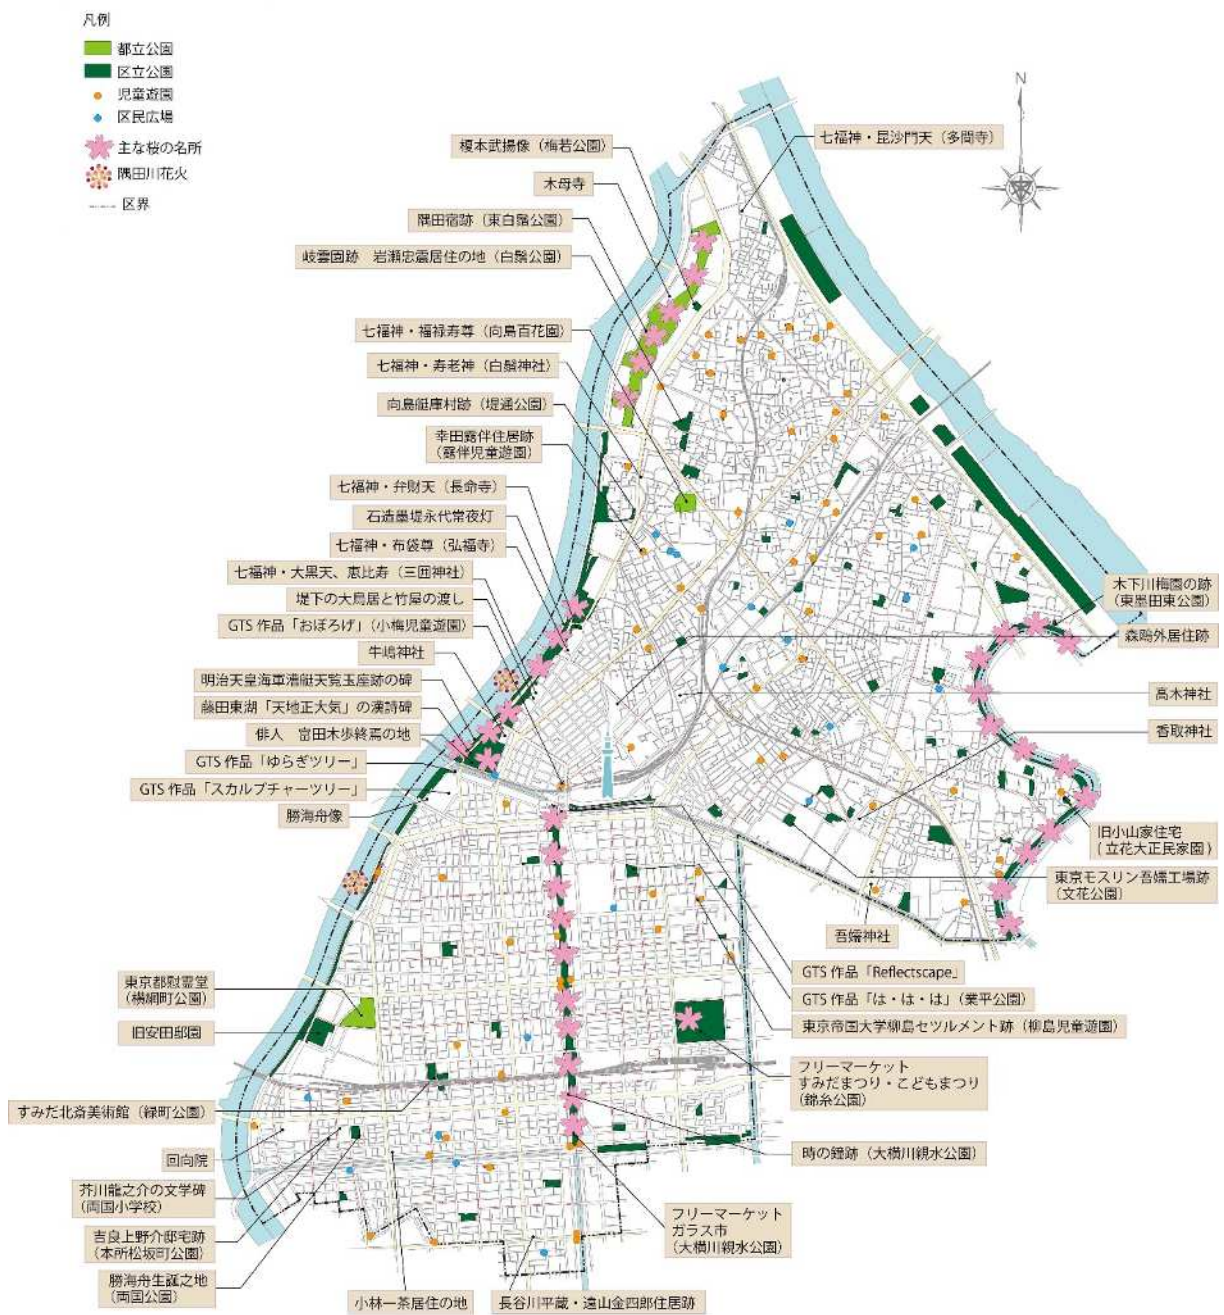 凡例
都立公園
区立公園
児童遊園
区民広場
主な桜の名所
隅田川花火
区界
N
七福神・毘沙門天（多聞寺）
榎本武揚像（梅若公園）
木母寺
隅田宿跡（東白鬚公園）
岐雲園跡　岩瀬忠震居住の地（白鬚公園）
七福神・福禄寿尊（向島百花園）
七福神・寿老神（白鬚神社）
向島艇庫村跡（堤通公園）
幸田露伴住居跡
（露伴児童遊園）
七福神・弁財天（長命寺）
石造墨堤永代常夜灯
七福神・布袋尊（弘福寺）
七福神・大黒天、恵比寿（三囲神社）
堤下の大鳥居と竹屋の渡し
GTS 作品「おぼろげ」（小梅児童遊園）
牛嶋神社
明治天皇海軍漕艇天覧玉座跡の碑
藤田東湖「天地正大気」の漢詩碑
俳人　富田木歩終焉の地
GTS 作品「ゆらぎツリー」
GTS 作品「スカルプチャーツリー」
勝海舟像
東京都慰霊堂
（横網町公園）
旧安田邸園
すみだ北斎美術館（緑町公園）
回向院
芥川龍之介の文学碑
（両国小学校）
吉良上野介邸宅跡
（本所松坂町公園）
勝海舟生誕之地
（両国公園）
小林一茶居住の地
長谷川平蔵・遠山金四郎住居跡
木下川梅園の跡
（東墨田東公園）
森鴎外居住跡
高木神社
香取神社
旧小山家住宅
（立花大正民家園）
東京モスリン吾嬬工場跡
（文花公園）
吾嬬神社
GTS 作品「Reflectscape」
GTS 作品「は・は・は」（業平公園）
東京帝国大学柳島セツルメント跡（柳島児童遊園）
フリーマーケット
すみだまつり・こどもまつり
（錦糸公園）
時の鐘跡（大横川親水公園）
フリーマーケット
ガラス市
（大横川親水公園）